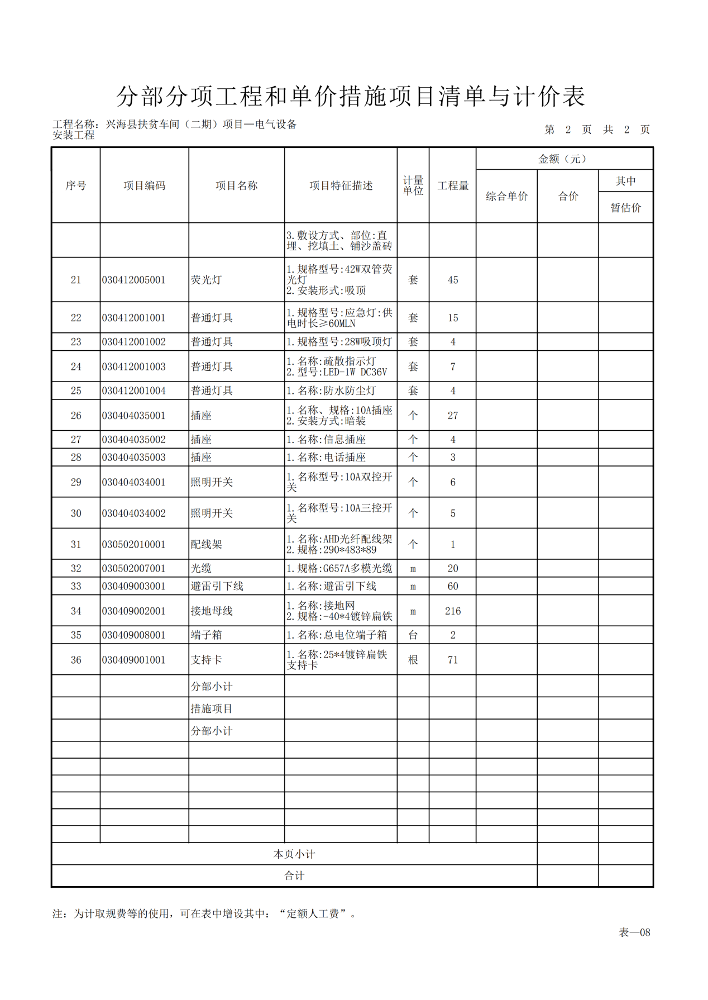 分部分项工程和单价措施项目清单与计价表
工程名称：兴海县扶贫车间（二期）项目—电气设备
安装工程
第 2 页 共 2 页
序号 项目编码 项目名称 项目特征描述 计量 工程量 金额（元）
单位
综合单价 合价 其中
暂估价
3.敷设方式、部位:直
埋、挖填土、铺沙盖砖
21 030412005001 荧光灯 1.规格型号:42W双管荧 套 45
光灯
2.安装形式:吸顶
22 030412001001 普通灯具 1.规格型号:应急灯:供 套 15
电时长≥60MLN
23 030412001002 普通灯具 1.规格型号:28W吸顶灯 套 4
24 030412001003 普通灯具 1.名称:疏散指示灯 套 7
2.型号:LED-1W DC36V
25 030412001004 普通灯具 1.名称:防水防尘灯 套 4
26 030404035001 插座 1.名称、规格:10A插座 个 27
2.安装方式:暗装
27 030404035002 插座 1.名称:信息插座 个 4
28 030404035003 插座 1.名称:电话插座 个 3
29 030404034001 照明开关 1.名称型号:10A双控开 个 6
关
30 030404034002 照明开关 1.名称型号:10A三控开 个 5
关
31 030502010001 配线架 1.名称:AHD光纤配线架 个 1
2.规格:290*483*89
32 030502007001 光缆 1.规格:G657A多模光缆 m 20
33 030409003001 避雷引下线 1.名称:避雷引下线 m 60
34 030409002001 接地母线 1.名称:接地网 m 216
2.规格:-40*4镀锌扁铁
35 030409008001 端子箱 1.名称:总电位端子箱 台 2
36 030409001001 支持卡 1.名称:25*4镀锌扁铁 根 71
支持卡
分部小计
措施项目
分部小计
本页小计
合计
注：为计取规费等的使用，可在表中增设其中：“定额人工费”。
表—08